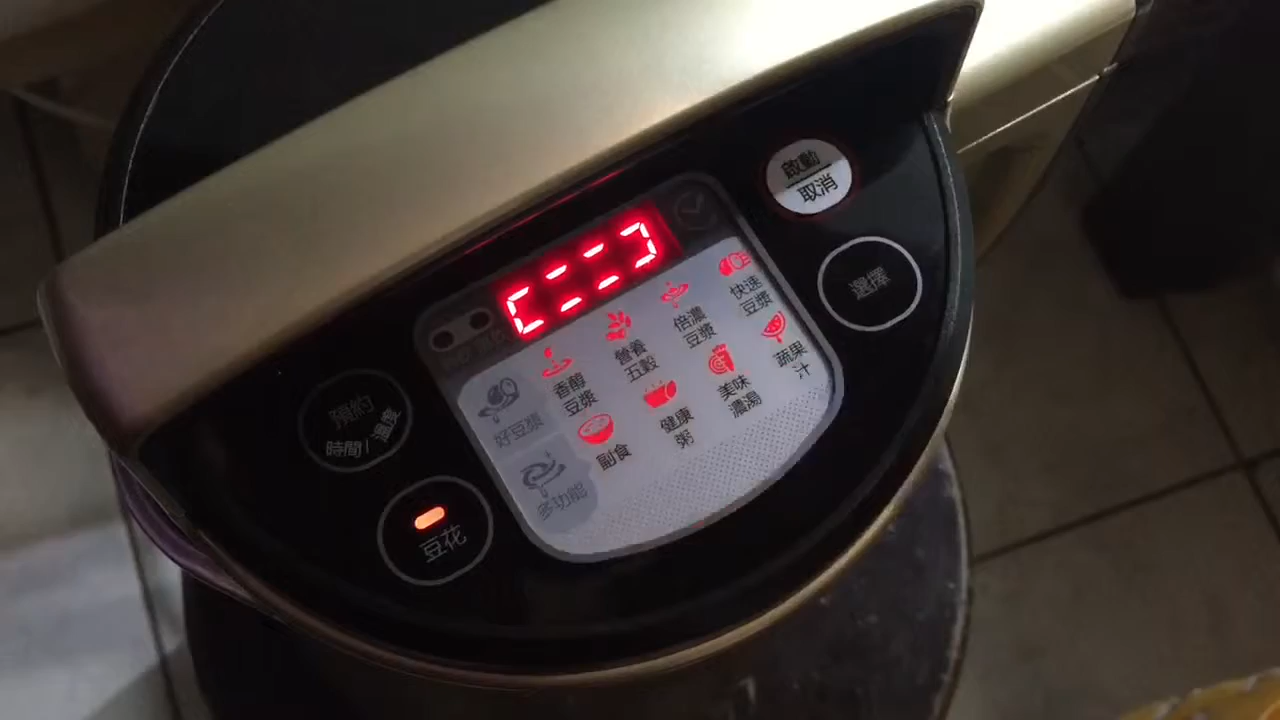 啟動
取消
選擇
快速
豆漿
倍濃
豆漿
營養
五穀
香醇
豆漿
好豆漿
蔬果
汁
美味
濃湯
健康
粥
副食
多功能
預約
時間/溫度
豆花